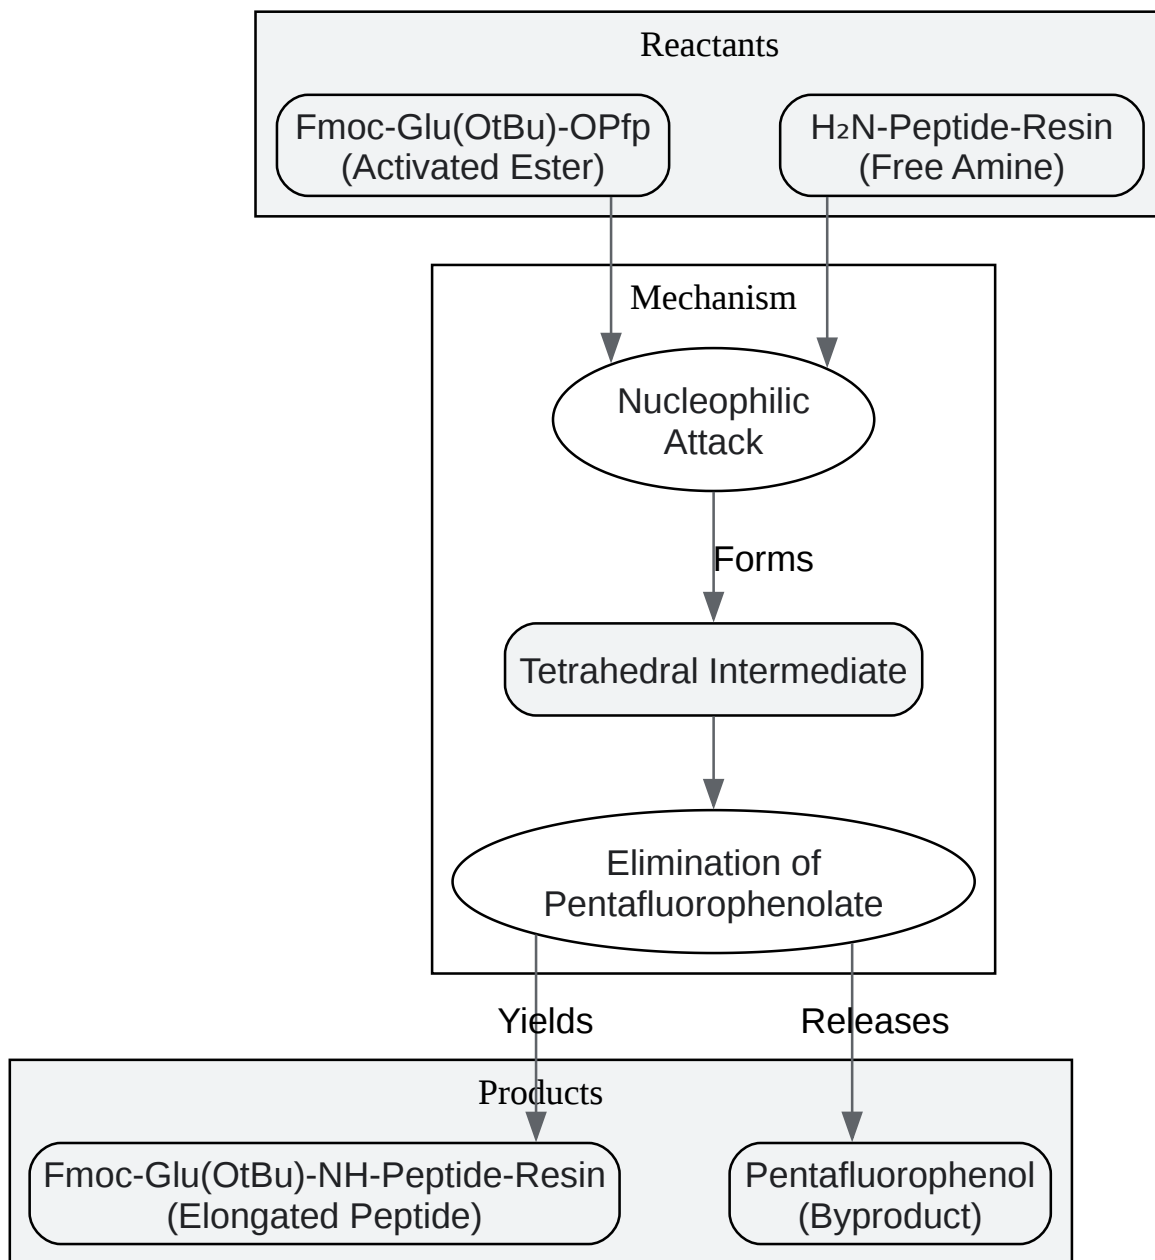 Reactants
Fmoc-Glu(OtBu)-OPfp
(Activated Ester)
H₂N-Peptide-Resin
(Free Amine)
Mechanism
Nucleophilic
Attack
Forms
Tetrahedral Intermediate
Elimination of
Pentafluorophenolate
Yields
Releases
Products
Fmoc-Glu(OtBu)-NH-Peptide-Resin
(Elongated Peptide)
Pentafluorophenol
(Byproduct)